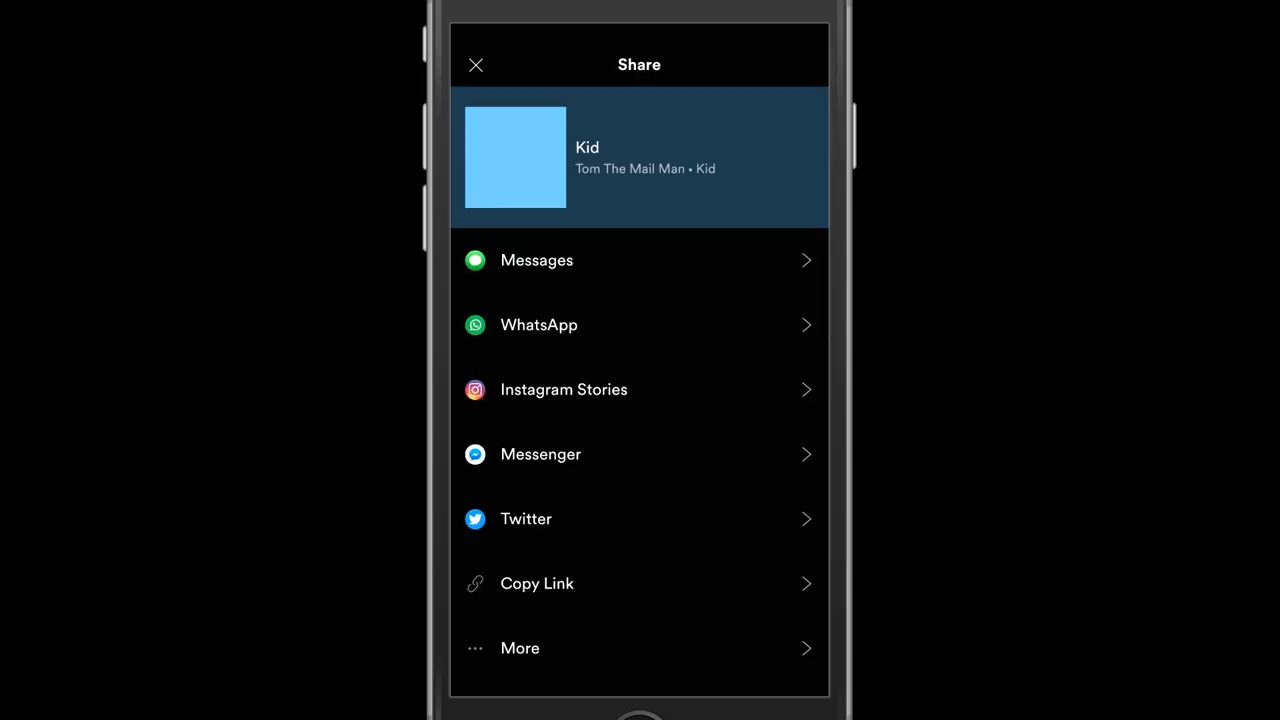 Share
Kid
Tom The Mail Man • Kid
Messages
WhatsApp
Instagram Stories
Messenger
Twitter
Copy Link
More